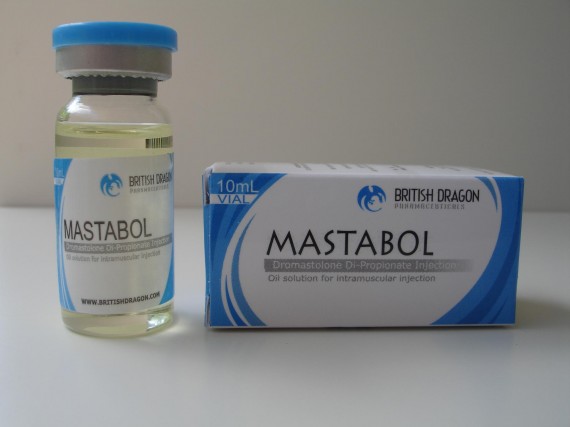 BRITISH DRAGON
MASTABOL
Dromastolone Di-Propionate Injection
Oil solution for intramuscular injection
WWW.BRITISHDRAGON.COM
10mL
VIAL
BRITISH DRAGON
PHARMACEUTICALS
MASTABOL
Dromastolone Di-Propionate Injection
Oil solution for intramuscular injection